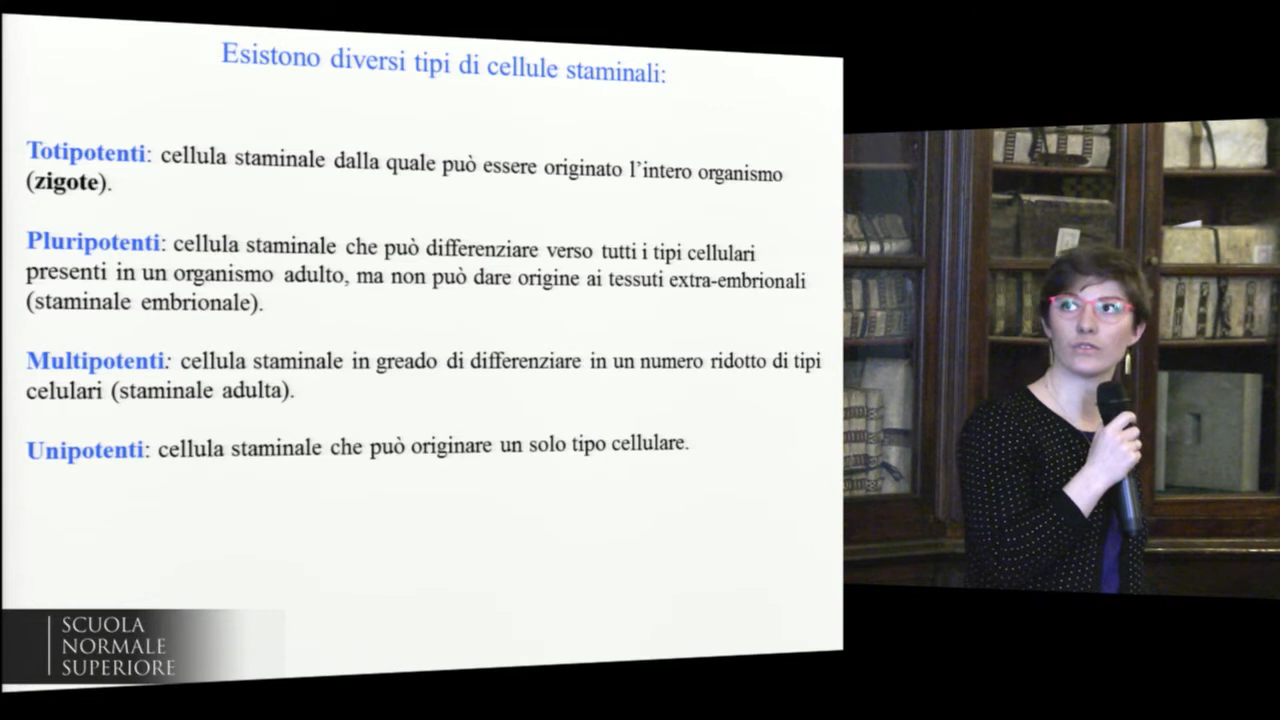 Esistono diversi tipi di cellule staminali:
Totipotenti: cellula staminale dalla quale può essere originato l'intero organismo
(zigote).
Pluripotenti: cellula staminale che può differenziare verso tutti i tipi cellulari
presenti in un organismo adulto, ma non può dare origine ai tessuti extra-embrionali
(staminale embrionale).
Multipotenti: cellula staminale in greado di differenziare in un numero ridotto di tipi
celulari (staminale adulta).
Unipotenti: cellula staminale che può originare un solo tipo cellulare.
SCUOLA
NORMALE
SUPERIORE